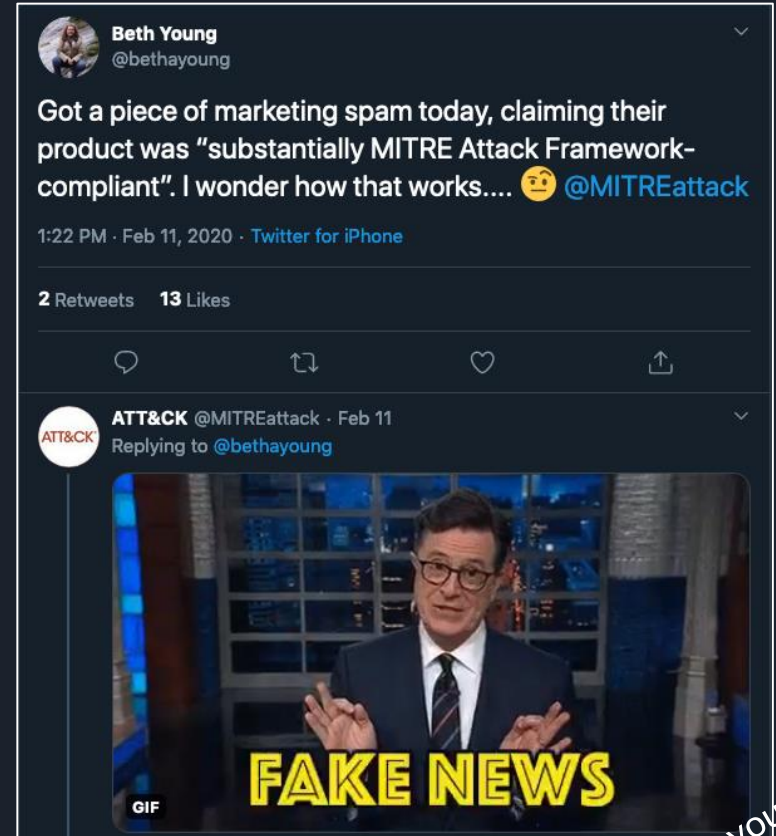 Beth Young
@bethayoung
Got a piece of marketing spam today, claiming their
product was “substantially MITRE Attack Framework-
compliant”. I wonder how that works.... 🤨 @MITREattack
1:22 PM · Feb 11, 2020 · Twitter for iPhone
2 Retweets 13 Likes
ATT&CK @MITREattack · Feb 11
ATT&CK
Replying to @bethayoung
FAKE NEWS
GIF
you